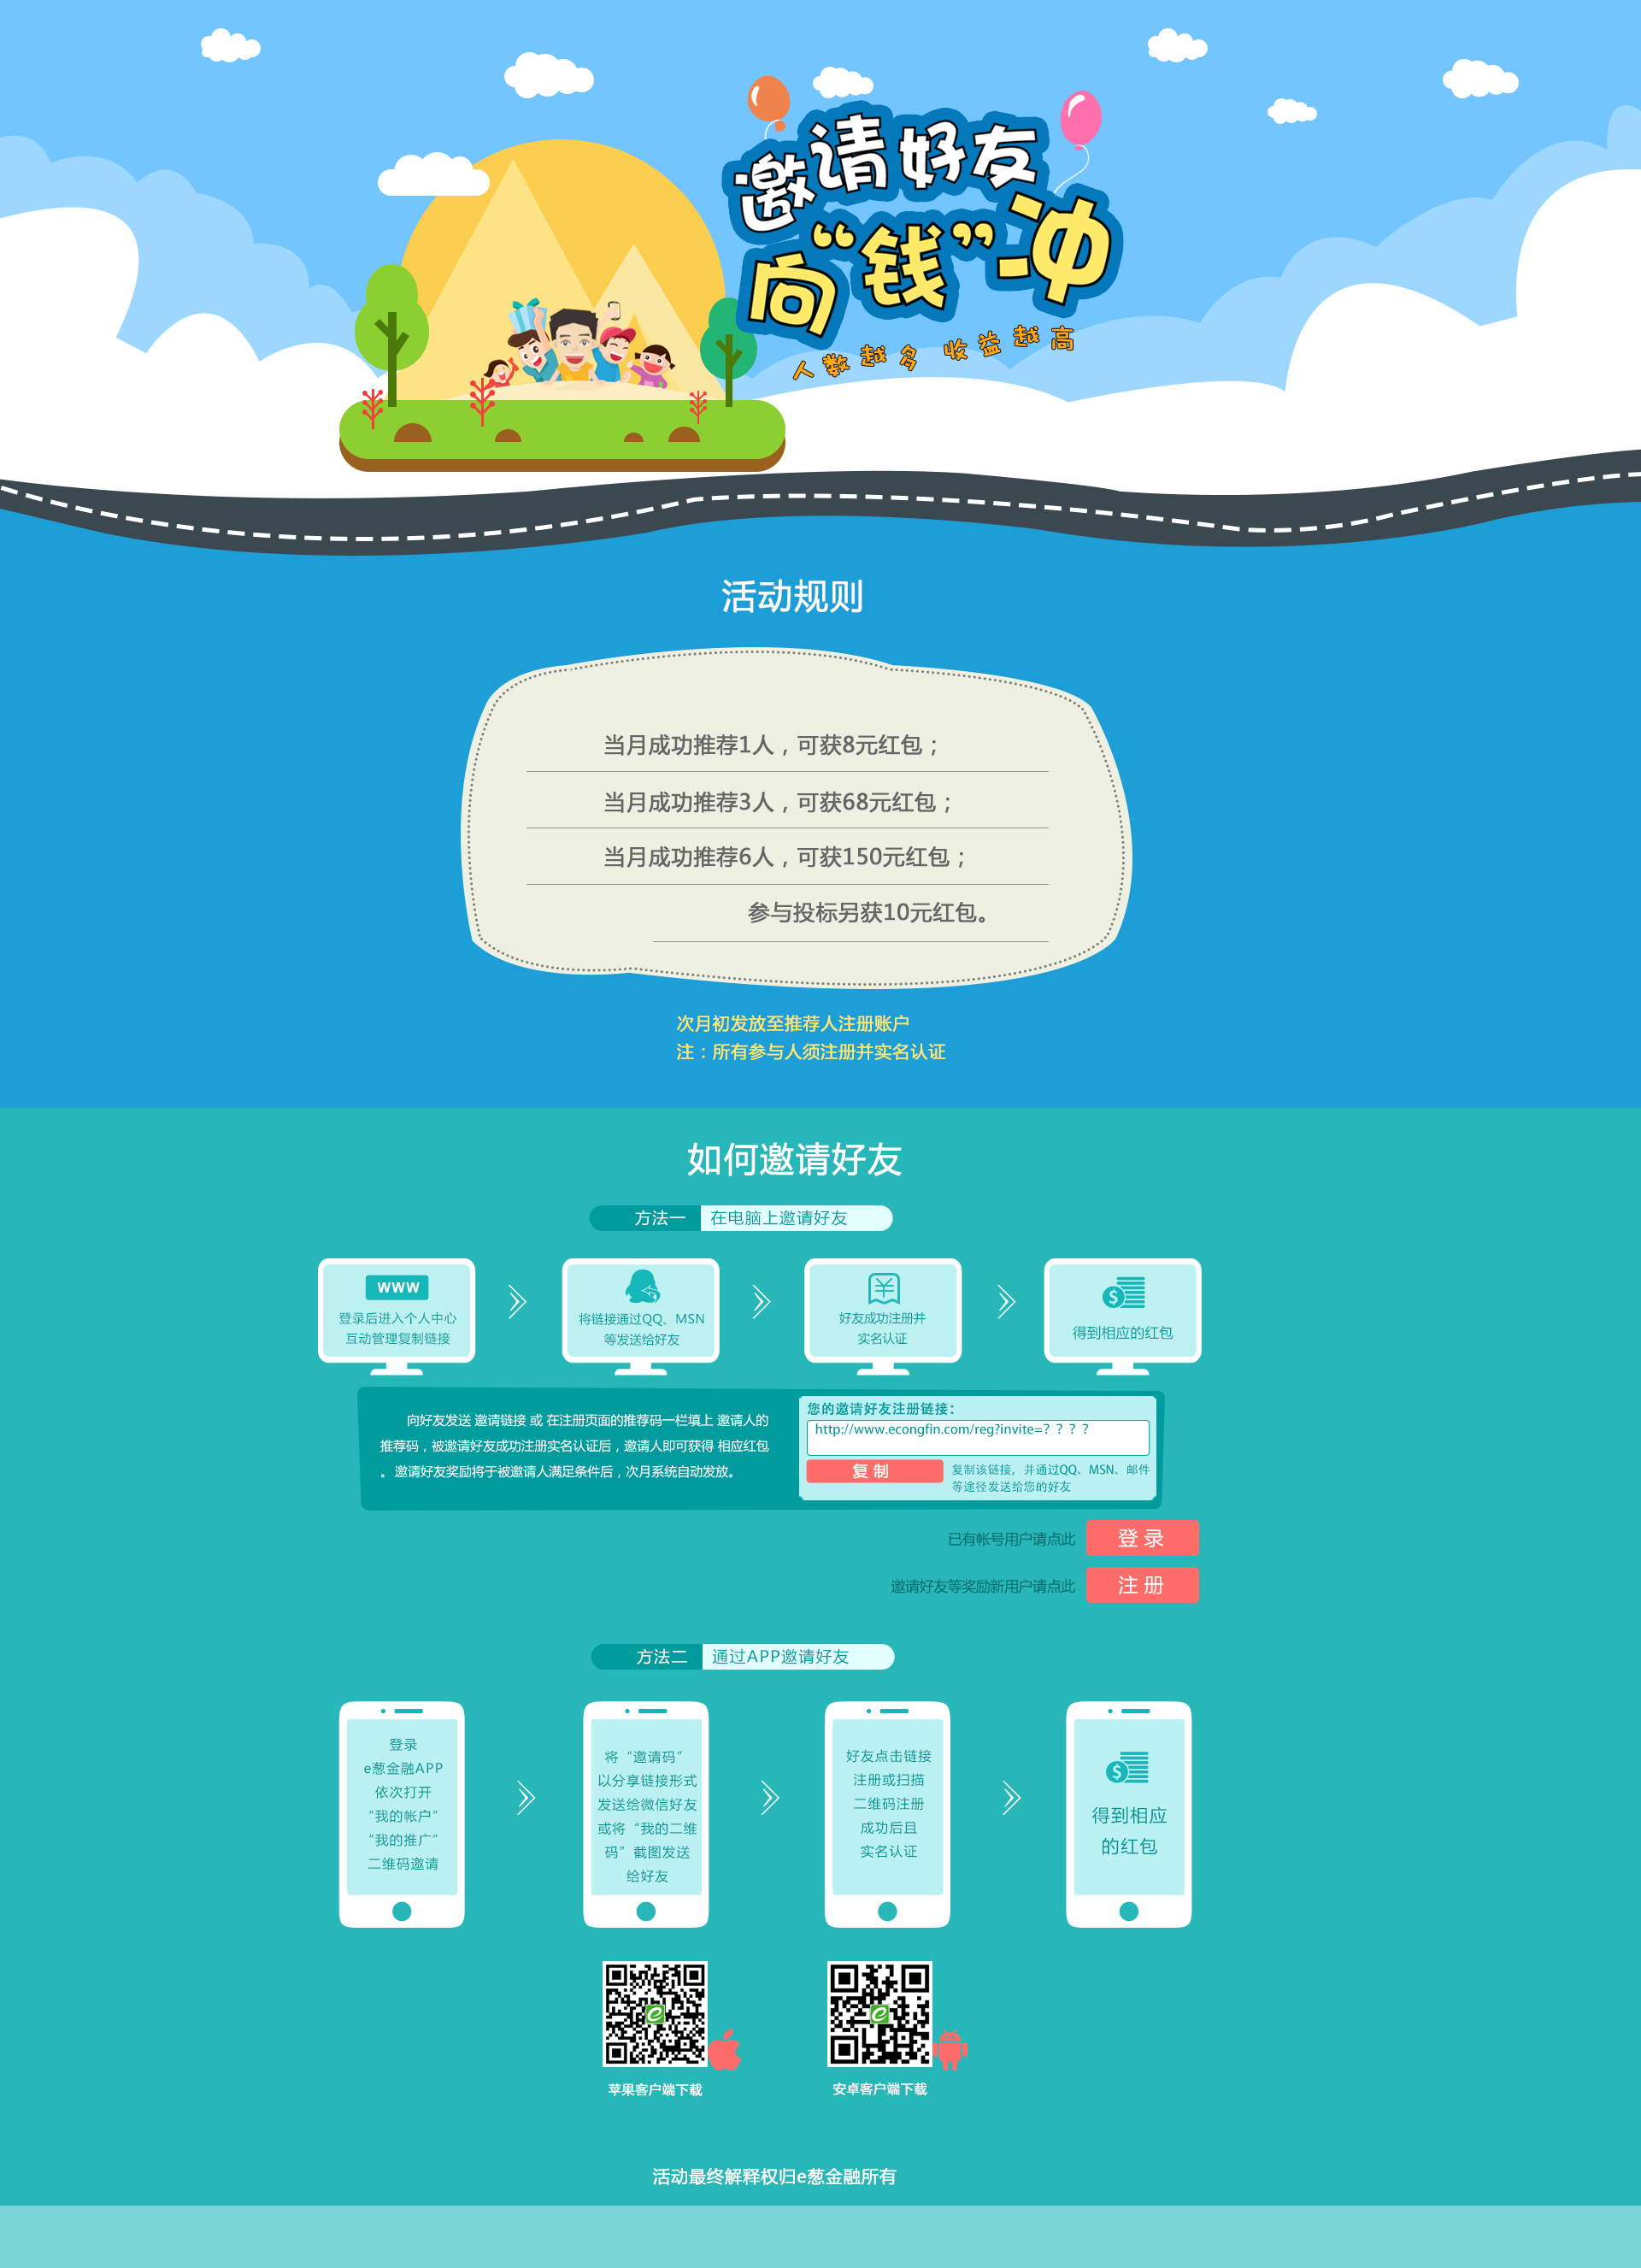 邀请好友
向“钱”冲
人数越多 收益越高
活动规则
当月成功推荐1人，可获8元红包；
当月成功推荐3人，可获68元红包；
当月成功推荐6人，可获150元红包；
参与投标另获10元红包。
次月初发放至推荐人注册账户
注：所有参与人须注册并实名认证
如何邀请好友
方法一 在电脑上邀请好友
WWW
登录后进入个人中心
互动管理复制链接
将链接通过QQ、MSN
等发送给好友
好友成功注册并
实名认证
$
得到相应的红包
向好友发送 邀请链接 或 在注册页面的推荐码一栏填上 邀请人的
推荐码，被邀请好友成功注册实名认证后，邀请人即可获得 相应红包
。邀请好友奖励将于被邀请人满足条件后，次月系统自动发放。
您的邀请好友注册链接：
http://www.econgfin.com/reg?invite=？？？？
复制
复制该链接，并通过QQ、MSN、邮件
等途径发送给您的好友
已有帐号用户请点此 登录
邀请好友等奖励新用户请点此 注册
方法二 通过APP邀请好友
登录
e葱金融APP
依次打开
“我的帐户”
“我的推广”
二维码邀请
将“邀请码”
以分享链接形式
发送给微信好友
或将“我的二维
码”截图发送
给好友
好友点击链接
注册或扫描
二维码注册
成功后且
实名认证
$
得到相应
的红包
苹果客户端下载
安卓客户端下载
活动最终解释权归e葱金融所有